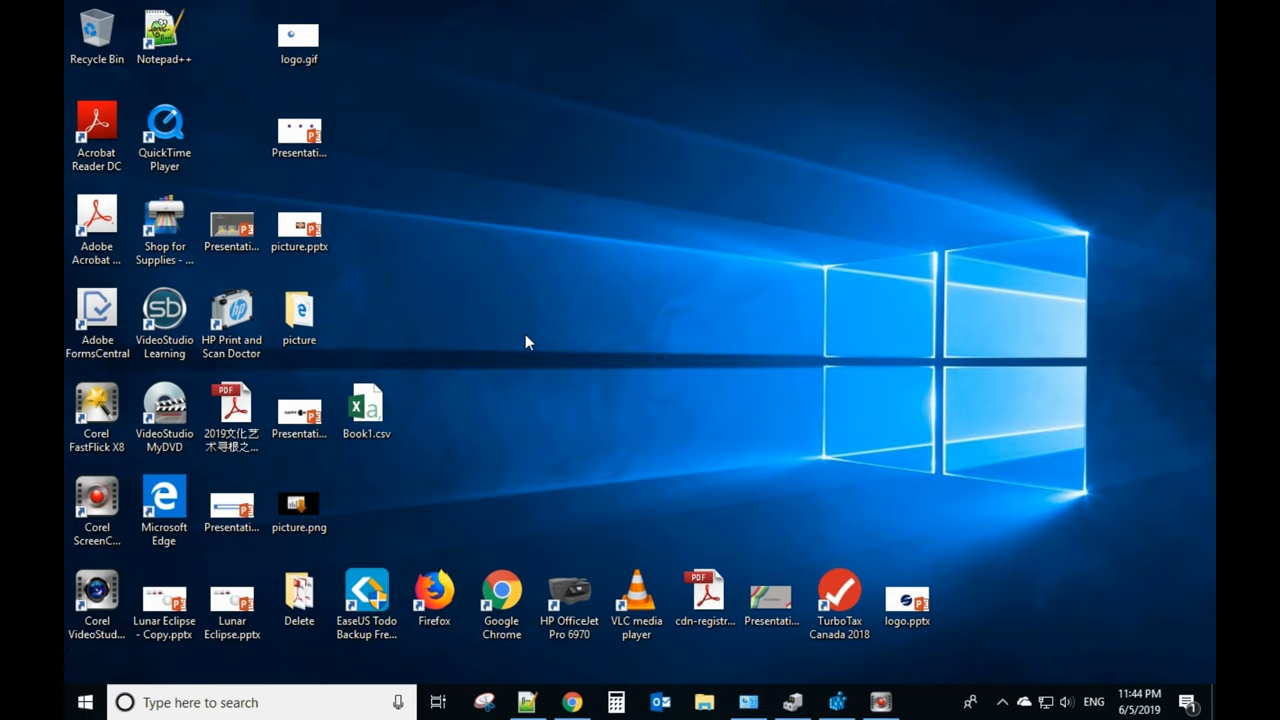 Recycle Bin
Notepad++
logo.gif
Acrobat
Reader DC
QuickTime
Player
Presentati...
Adobe
Acrobat ...
Shop for
Supplies - ...
Presentati...
picture.pptx
Adobe
FormsCentral
VideoStudio
Learning
HP Print and
Scan Doctor
picture
Corel
FastFlick X8
VideoStudio
MyDVD
PDF
2019文化艺
术寻根之...
Presentati...
Book1.csv
Corel
ScreenC...
Microsoft
Edge
Presentati...
picture.png
Corel
VideoStud...
Lunar Eclipse
- Copy.pptx
Lunar
Eclipse.pptx
Delete
EaseUS Todo
Backup Fre...
Firefox
Google
Chrome
HP OfficeJet
Pro 6970
VLC media
player
PDF
cdn-registr...
Presentati...
TurboTax
Canada 2018
logo.pptx
Type here to search
ENG
11:44 PM
6/5/2019
1